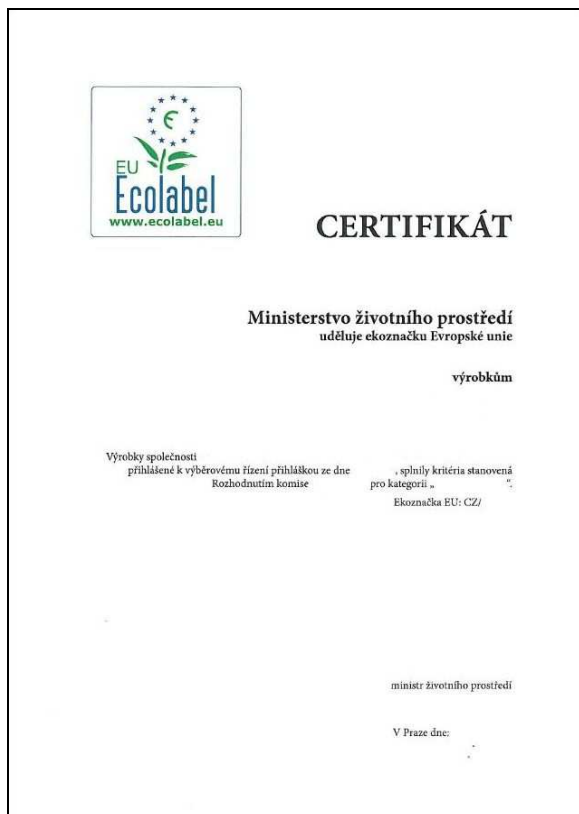 EU
Ecolabel
www.ecolabel.eu
CERTIFIKÁT
Ministerstvo životního prostředí
uděluje ekoznačku Evropské unie
výrobkům
Výrobky společnosti
přihlášené k výběrovému řízení přihláškou ze dne , splnily kritéria stanovená
Rozhodnutím komise pro kategorii „ “.
Ekoznačka EU: CZ/
ministr životního prostředí
V Praze dne: